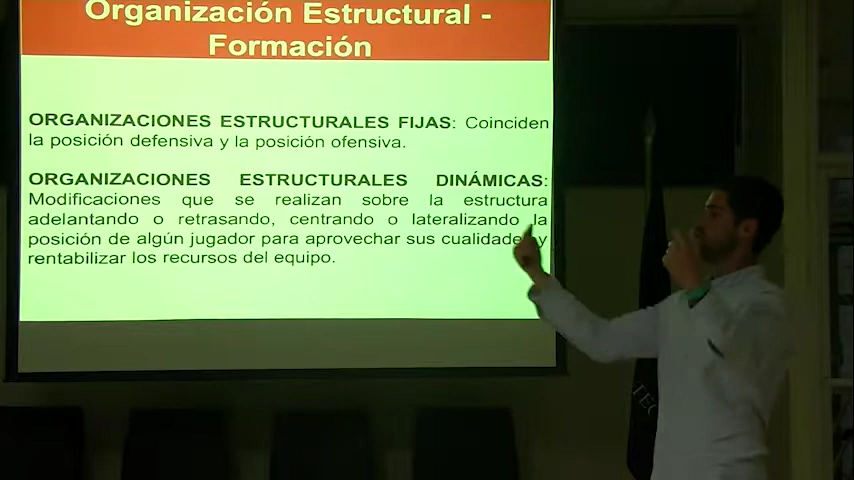 Organización Estructural -
Formación
ORGANIZACIONES ESTRUCTURALES FIJAS: Coinciden
la posición defensiva y la posición ofensiva.
ORGANIZACIONES ESTRUCTURALES DINÁMICAS:
Modificaciones que se realizan sobre la estructura
adelantando o retrasando, centrando o lateralizando la
posición de algún jugador para aprovechar sus cualidades y
rentabilizar los recursos del equipo.